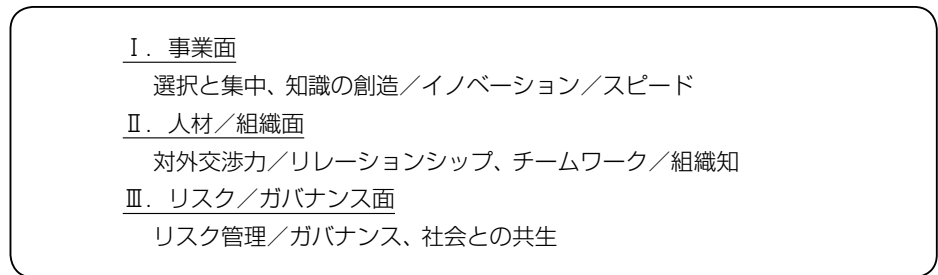 Ⅰ. 事業面
選択と集中、知識の創造／イノベーション／スピード
Ⅱ. 人材／組織面
対外交渉力／リレーションシップ、チームワーク／組織知
Ⅲ. リスク／ガバナンス面
リスク管理／ガバナンス、社会との共生